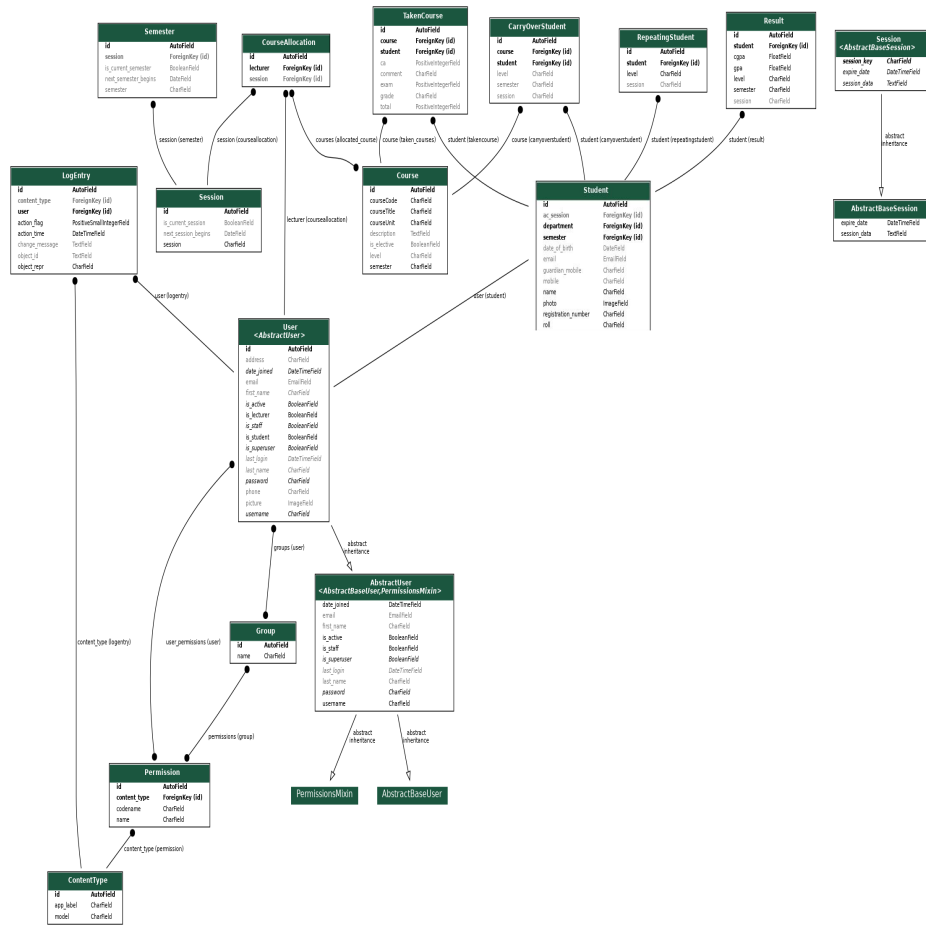 Semester
id AutoField
session ForeignKey (id)
is_current_semester BooleanField
next_semester_begins DateField
semester CharField
CourseAllocation
id AutoField
lecturer ForeignKey (id)
session ForeignKey (id)
TakenCourse
id AutoField
course ForeignKey (id)
student ForeignKey (id)
ca PositiveIntegerField
comment CharField
exam PositiveIntegerField
grade CharField
total PositiveIntegerField
CarryOverStudent
id AutoField
course ForeignKey (id)
student ForeignKey (id)
level CharField
semester CharField
session CharField
RepeatingStudent
id AutoField
student ForeignKey (id)
level CharField
session CharField
Result
id AutoField
student ForeignKey (id)
cgpa FloatField
gpa FloatField
level CharField
semester CharField
session CharField
Session
<AbstractBaseSession>
session_key CharField
expire_date DateTimeField
session_data TextField
session (semester)
session (courseallocation)
courses (allocated_course)
course (taken_courses)
student (takencourse)
course (carryoverstudent)
student (carryoverstudent)
student (repeatingstudent)
student (result)
abstract
inheritance
LogEntry
id AutoField
content_type ForeignKey (id)
user ForeignKey (id)
action_flag PositiveSmallIntegerField
action_time DateTimeField
change_message TextField
object_id TextField
object_repr CharField
Session
id AutoField
is_current_session BooleanField
next_session_begins DateField
session CharField
lecturer (courseallocation)
Course
id AutoField
courseCode CharField
courseTitle CharField
courseUnit CharField
description TextField
is_elective BooleanField
level CharField
semester CharField
Student
id AutoField
ac_session ForeignKey (id)
department ForeignKey (id)
semester ForeignKey (id)
date_of_birth DateField
email EmailField
guardian_mobile CharField
mobile CharField
name CharField
photo ImageField
registration_number CharField
roll CharField
AbstractBaseSession
expire_date DateTimeField
session_data TextField
user (logentry)
user (student)
User
<AbstractUser>
id AutoField
address CharField
date_joined DateTimeField
email EmailField
first_name CharField
is_active BooleanField
is_lecturer BooleanField
is_staff BooleanField
is_student BooleanField
is_superuser BooleanField
last_login DateTimeField
last_name CharField
password CharField
phone CharField
picture ImageField
username CharField
groups (user)
abstract
inheritance
AbstractUser
<AbstractBaseUser,PermissionsMixin>
date_joined DateTimeField
email EmailField
first_name CharField
is_active BooleanField
is_staff BooleanField
is_superuser BooleanField
last_login DateTimeField
last_name CharField
password CharField
username CharField
content_type (logentry)
user_permissions (user)
Group
id AutoField
name CharField
permissions (group)
abstract
inheritance
abstract
inheritance
Permission
id AutoField
content_type ForeignKey (id)
codename CharField
name CharField
PermissionsMixin
AbstractBaseUser
content_type (permission)
ContentType
id AutoField
app_label CharField
model CharField